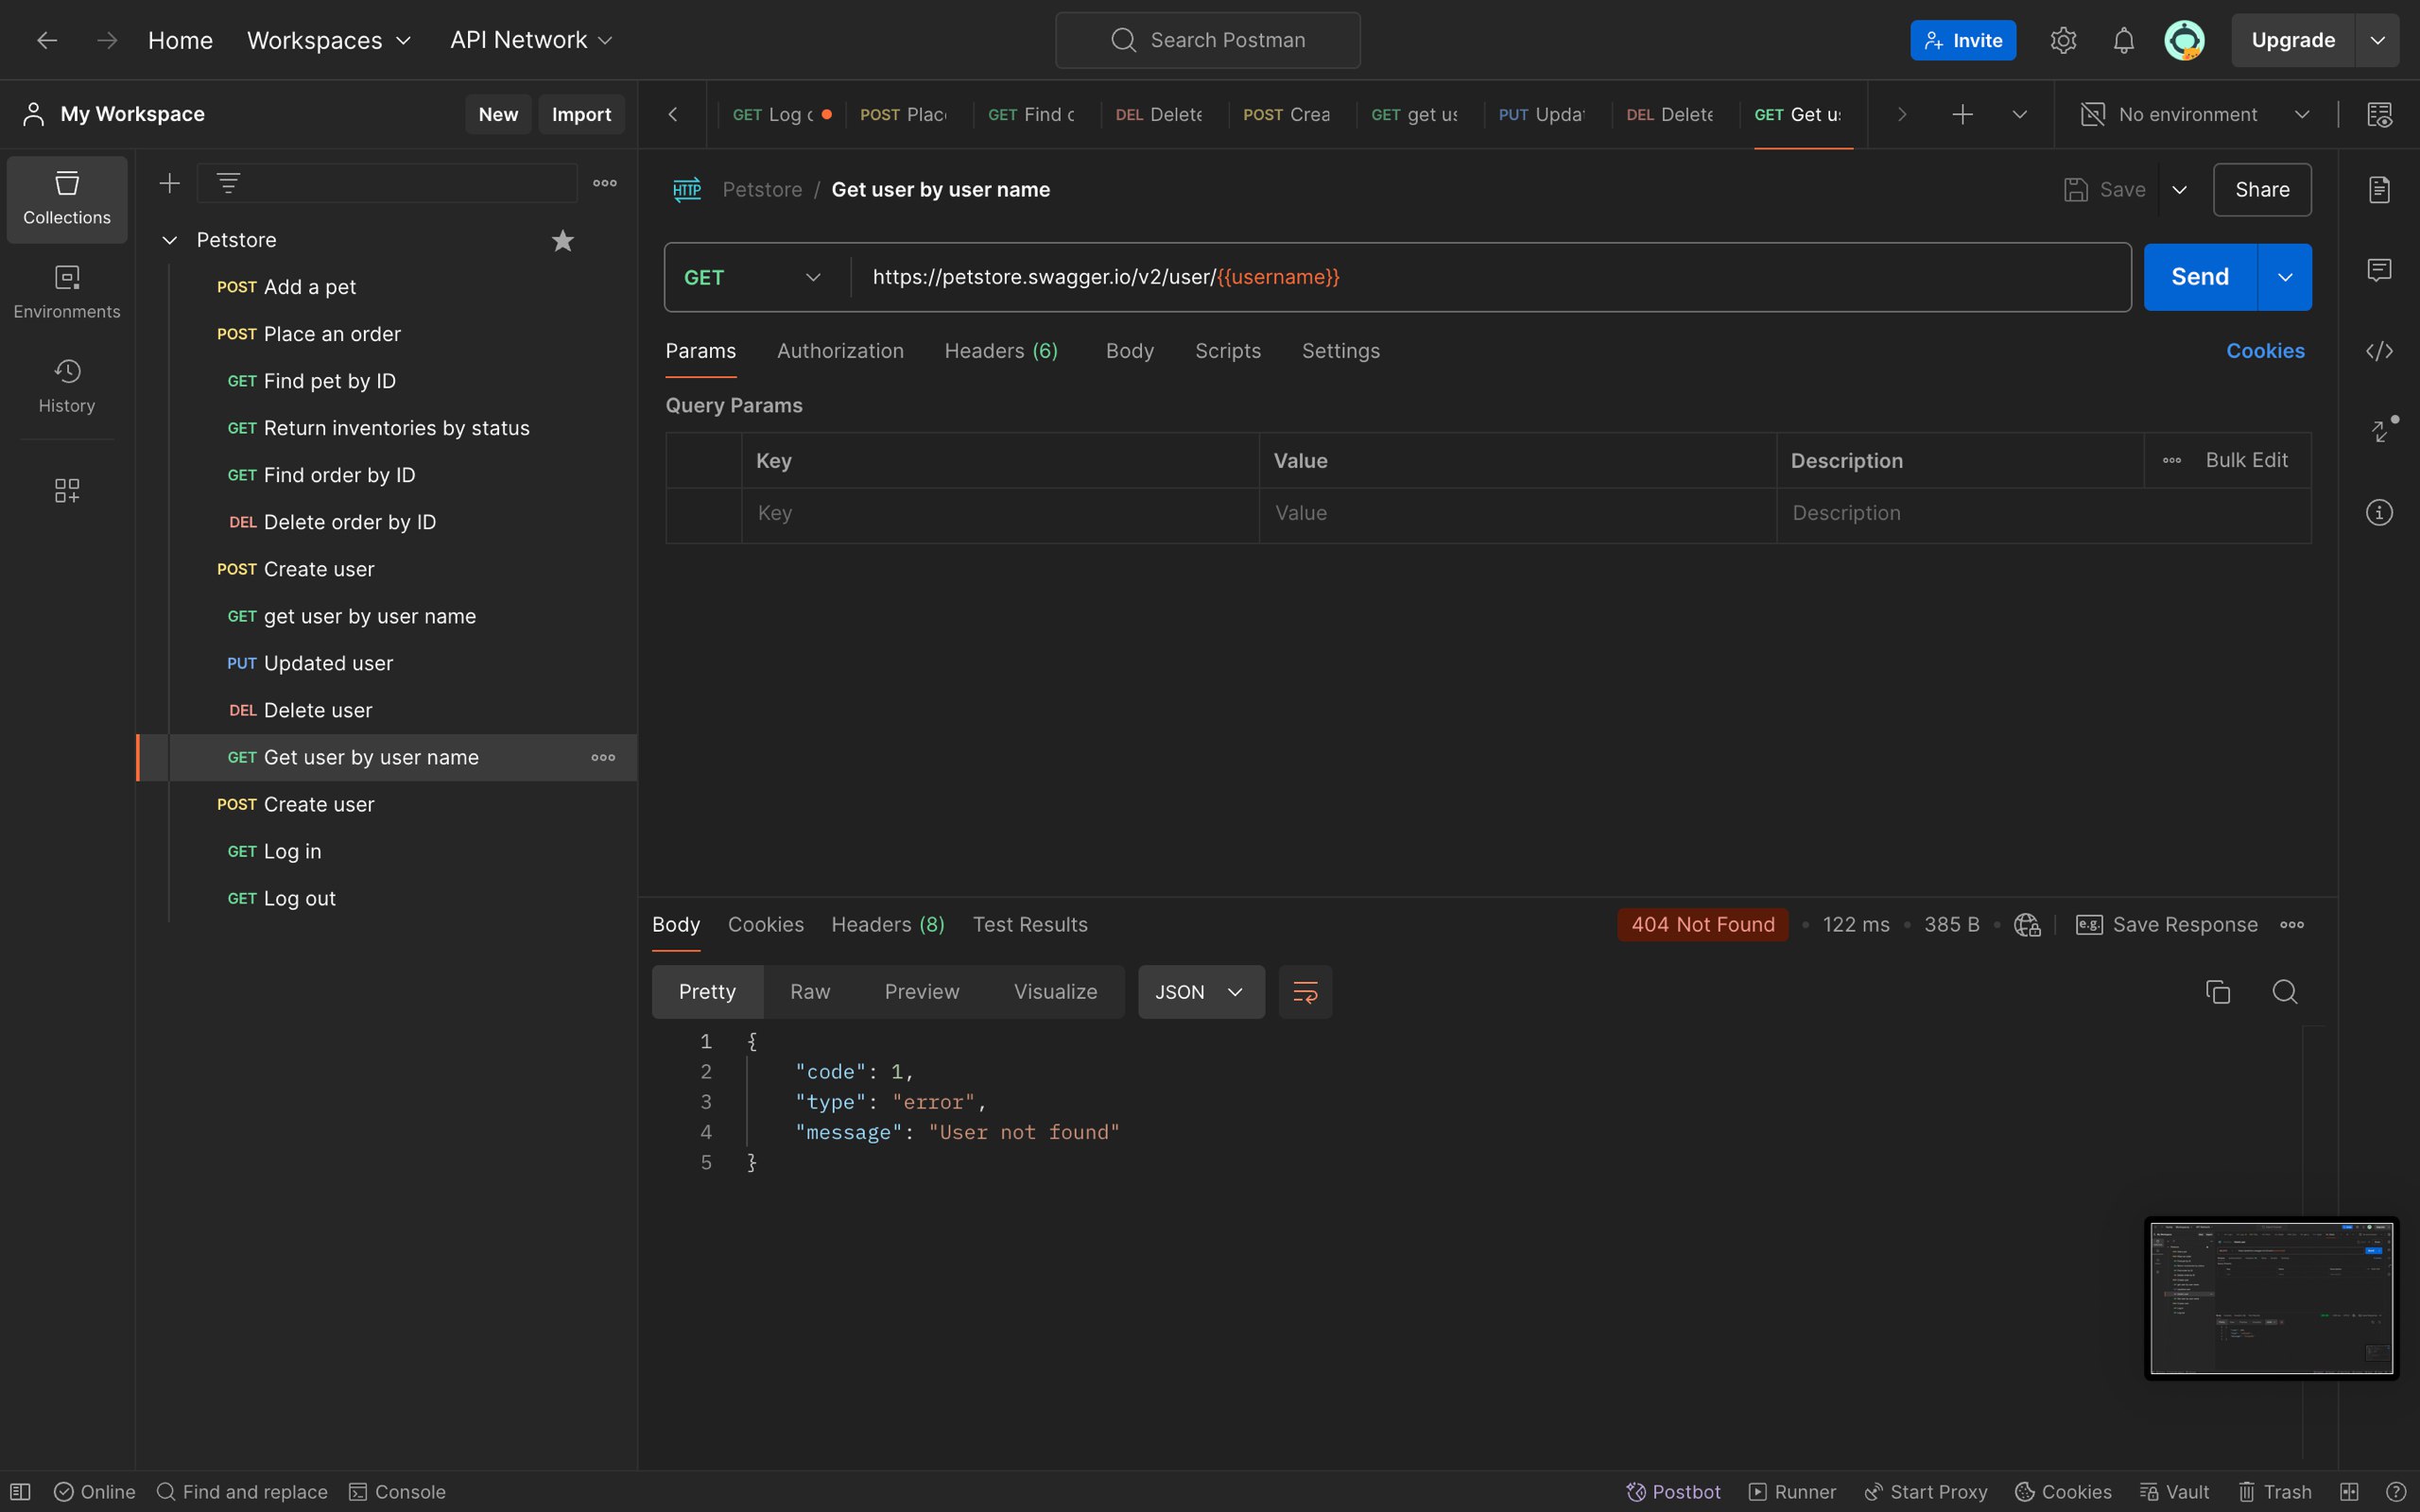 Home Workspaces API Network Search Postman Invite Upgrade
My Workspace New Import
GET Log POST Plac GET Find DEL Delete POST Crea GET get us PUT Upda DEL Delete GET Get u No environment
Collections
Environments
History
Petstore
POST Add a pet
POST Place an order
GET Find pet by ID
GET Return inventories by status
GET Find order by ID
DEL Delete order by ID
POST Create user
GET get user by user name
PUT Updated user
DEL Delete user
GET Get user by user name
POST Create user
GET Log in
GET Log out
HTTP Petstore / Get user by user name Save Share
GET https://petstore.swagger.io/v2/user/{{username}} Send
Params Authorization Headers (6) Body Scripts Settings Cookies
Query Params
Key Value Description Bulk Edit
Key Value Description
Body Cookies Headers (8) Test Results 404 Not Found 122 ms 385 B e.g. Save Response
Pretty Raw Preview Visualize JSON
1 {
2 "code": 1,
3 "type": "error",
4 "message": "User not found"
5 }
Online Find and replace Console Postbot Runner Start Proxy Cookies Vault Trash